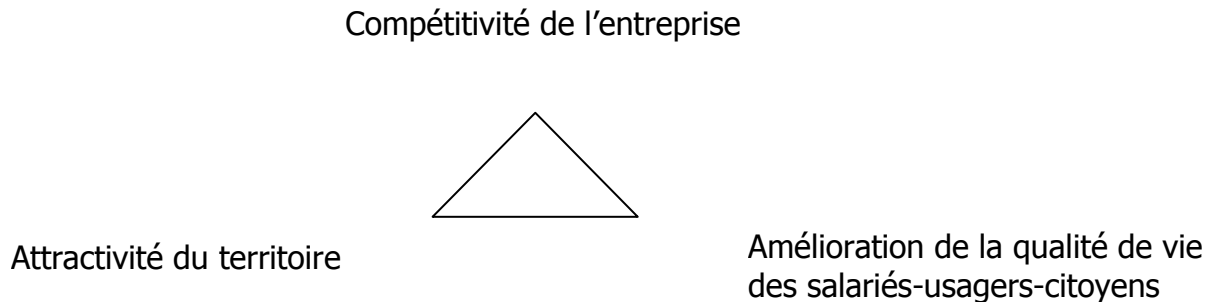 Compétitivité de l’entreprise
Attractivité du territoire
Amélioration de la qualité de vie
des salariés-usagers-citoyens